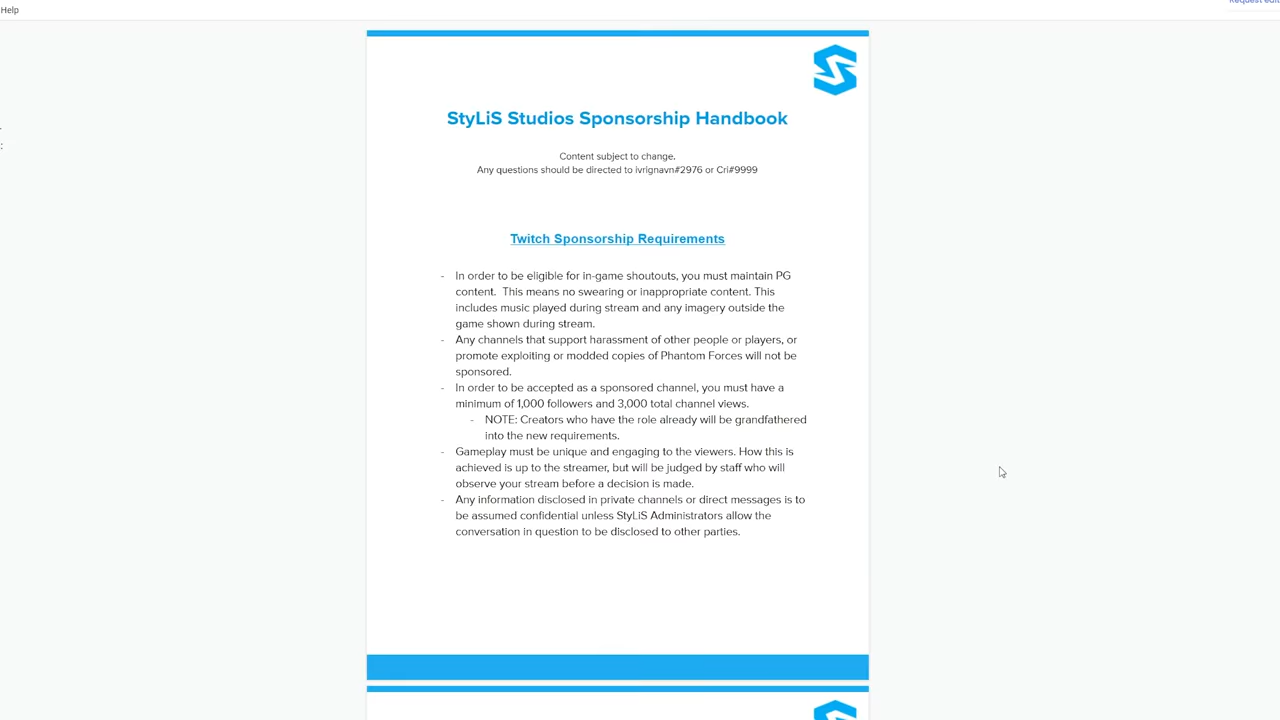 Help
Request edit
StyLiS Studios Sponsorship Handbook
Content subject to change.
Any questions should be directed to ivrignavn#2976 or Cri#9999
Twitch Sponsorship Requirements
- In order to be eligible for in-game shoutouts, you must maintain PG
content.  This means no swearing or inappropriate content. This
includes music played during stream and any imagery outside the
game shown during stream.
- Any channels that support harassment of other people or players, or
promote exploiting or modded copies of Phantom Forces will not be
sponsored.
- In order to be accepted as a sponsored channel, you must have a
minimum of 1,000 followers and 3,000 total channel views.
- NOTE: Creators who have the role already will be grandfathered
into the new requirements.
- Gameplay must be unique and engaging to the viewers. How this is
achieved is up to the streamer, but will be judged by staff who will
observe your stream before a decision is made.
- Any information disclosed in private channels or direct messages is to
be assumed confidential unless StyLiS Administrators allow the
conversation in question to be disclosed to other parties.